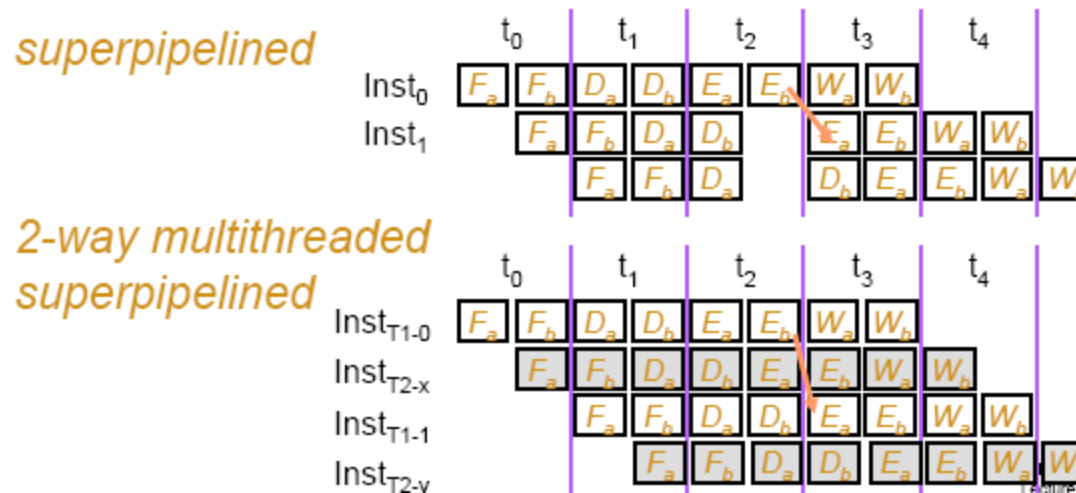 superpipelined
t0 t1 t2 t3 t4
Inst0 Fa Fb Da Db Ea Eb Wa Wb
Inst1 Fa Fb Da Db Ea Eb Wa Wb
Fa Fb Da Db Ea Eb Wa W
2-way multithreaded
superpipelined
t0 t1 t2 t3 t4
InstT1-0 Fa Fb Da Db Ea Eb Wa Wb
InstT2-x Fa Fb Da Db Ea Eb Wa Wb
InstT1-1 Fa Fb Da Db Ea Eb Wa Wb
InstT2-y Fa Fb Da Db Ea Eb Wa W